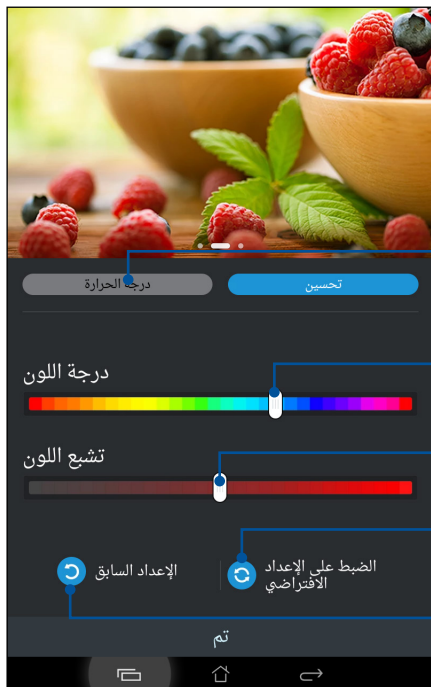 تحسين
درجة الحرارة
درجة اللون
تشبع اللون
الضبط على الإعداد
الافتراضي
الإعداد السابق
تم